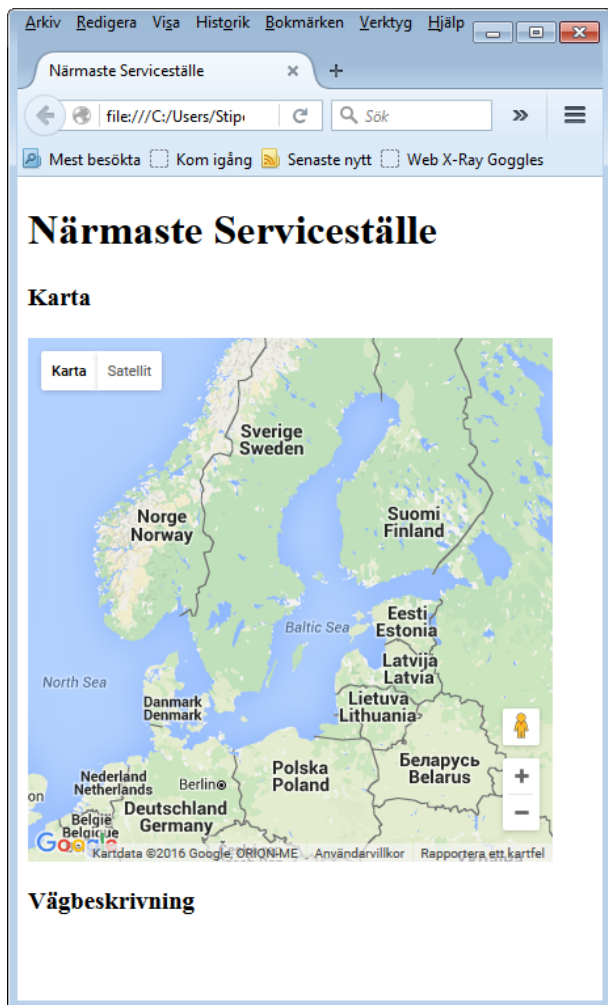 Arkiv Redigera Visa Historik Bokmärken Verktyg Hjälp
Närmaste Serviceställe
file:///C:/Users/Stip
Sök
Mest besökta Kom igång Senaste nytt Web X-Ray Goggles
Närmaste Serviceställe
Karta
Karta Satellit
Sverige
Sweden
Norge
Norway
Suomi
Finland
Baltic Sea
Eesti
Estonia
Latvija
Latvia
North Sea
Danmark
Denmark
Lietuva
Lithuania
Nederland
Netherlands
Berlin
Polska
Poland
Беларусь
Belarus
on
Deutschland
Germany
België
Belgique
Google
Kartdata ©2016 Google, ORION-ME
Användarvillkor
Rapportera ett kartfel
Vägbeskrivning